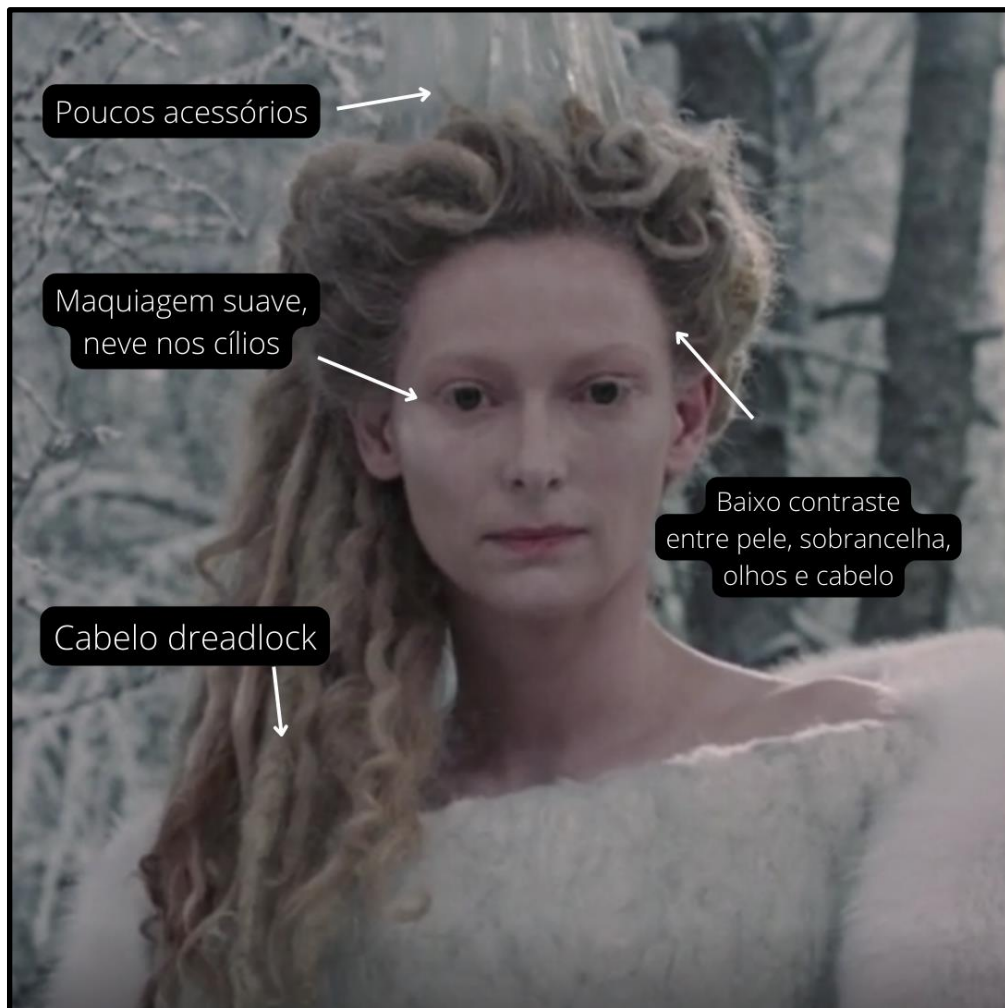 Poucos acessórios
Maquiagem suave,
neve nos cílios
Baixo contraste
entre pele, sobrancelha,
olhos e cabelo
Cabelo dreadlock